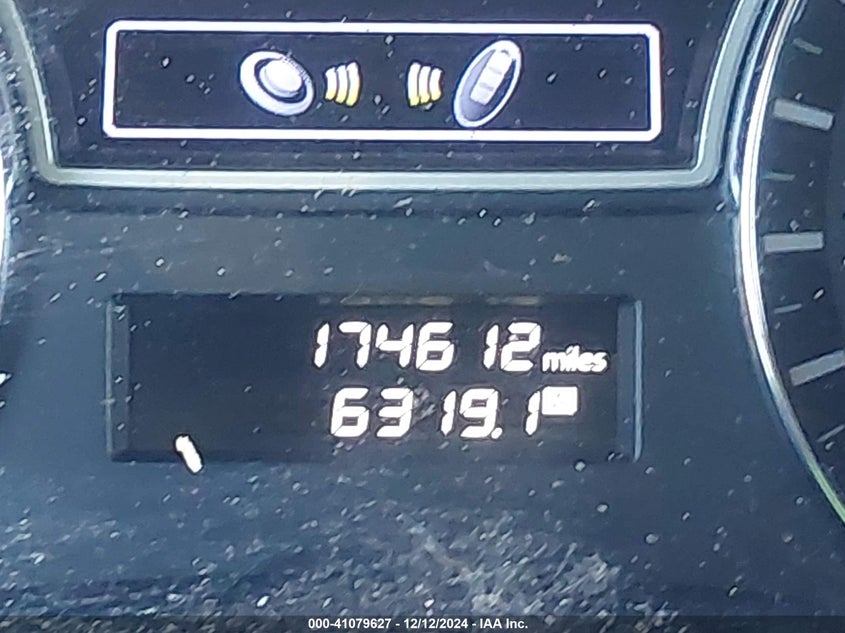 174612 miles
6319.1
000-41079627 - 12/12/2024 - IAA Inc.